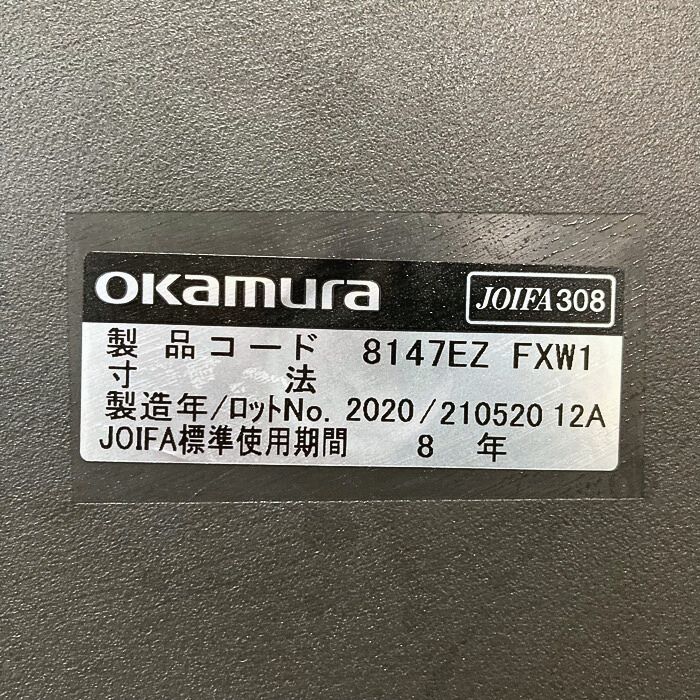 okamura JOIFA308
製品コード 8147EZ FXW1
寸法
製造年/ロットNo. 2020/210520 12A
JOIFA標準使用期間 8 年